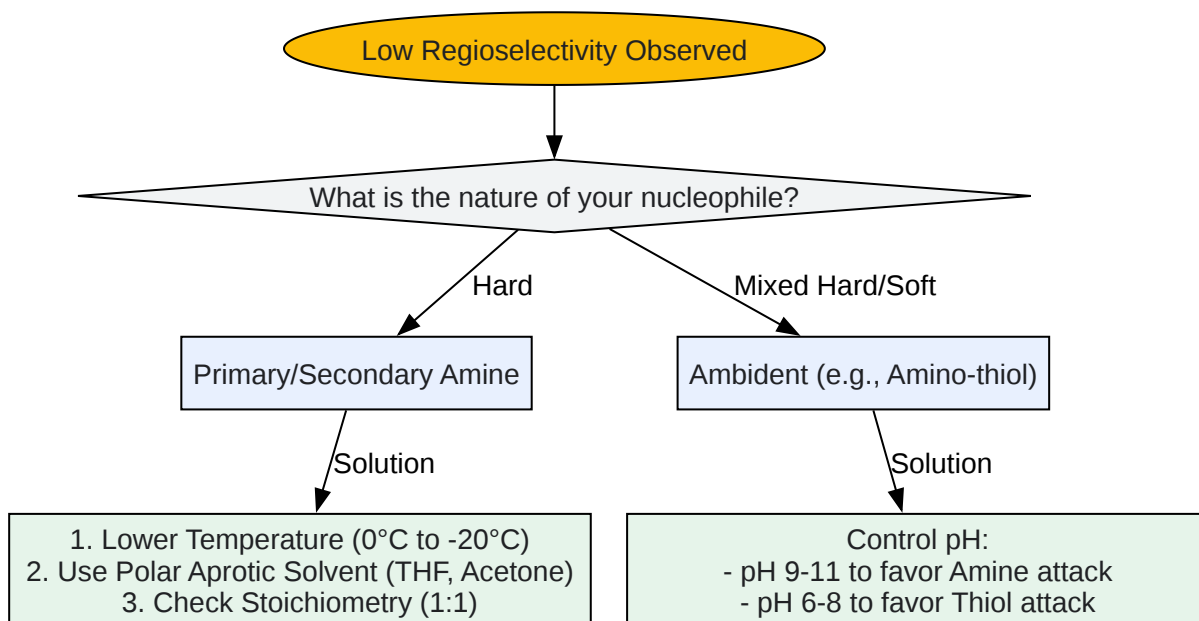 Low Regioselectivity Observed
What is the nature of your nucleophile?
Hard
Mixed Hard/Soft
Primary/Secondary Amine
Ambident (e.g., Amino-thiol)
Solution
Solution
1. Lower Temperature (0°C to -20°C)
2. Use Polar Aprotic Solvent (THF, Acetone)
3. Check Stoichiometry (1:1)
Control pH:
- pH 9-11 to favor Amine attack
- pH 6-8 to favor Thiol attack